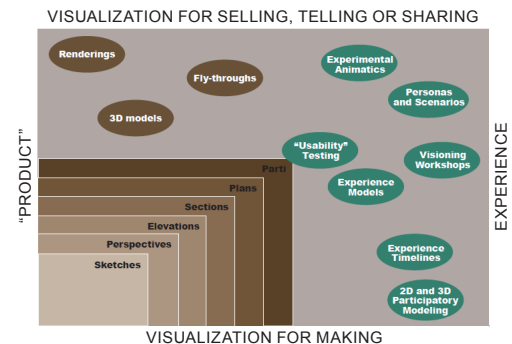 VISUALIZATION FOR SELLING, TELLING OR SHARING
Renderings
Fly-throughs
3D models
Experimental
Animatics
Personas
and Scenarios
“Usability”
Testing
Visioning
Workshops
Experience
Models
Experience
Timelines
2D and 3D
Participatory
Modeling
Parti
Plans
Sections
Elevations
Perspectives
Sketches
“PRODUCT”
EXPERIENCE
VISUALIZATION FOR MAKING